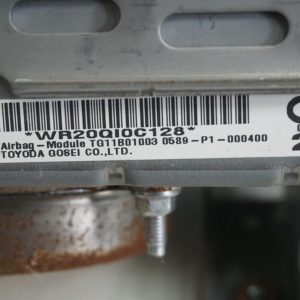 *WR20QI0C128*
Airbag-Module TG11B01003 0589-P1-000400
TOYODA GOSEI CO.,LTD.